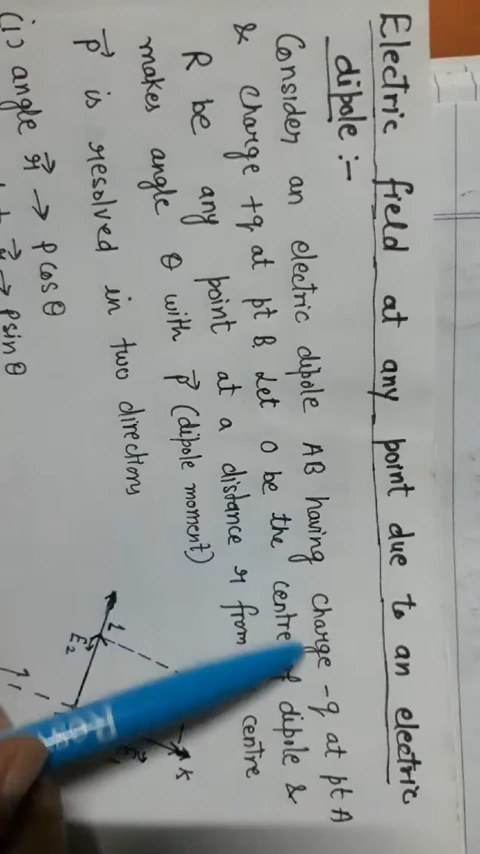 Electric field at any point due to an electric
dipole :-
Consider an electric dipole AB having charge -q at pt A
& charge +q at pt B. Let O be the centre of dipole &
R be any point at a distance r from centre
makes angle θ with p⃗ (dipole moment)
p⃗ is resolved in two directions
(i) angle r⃗ → p cos θ
r⃗ → p sin θ
L
E⃗₂
K
E⃗₁